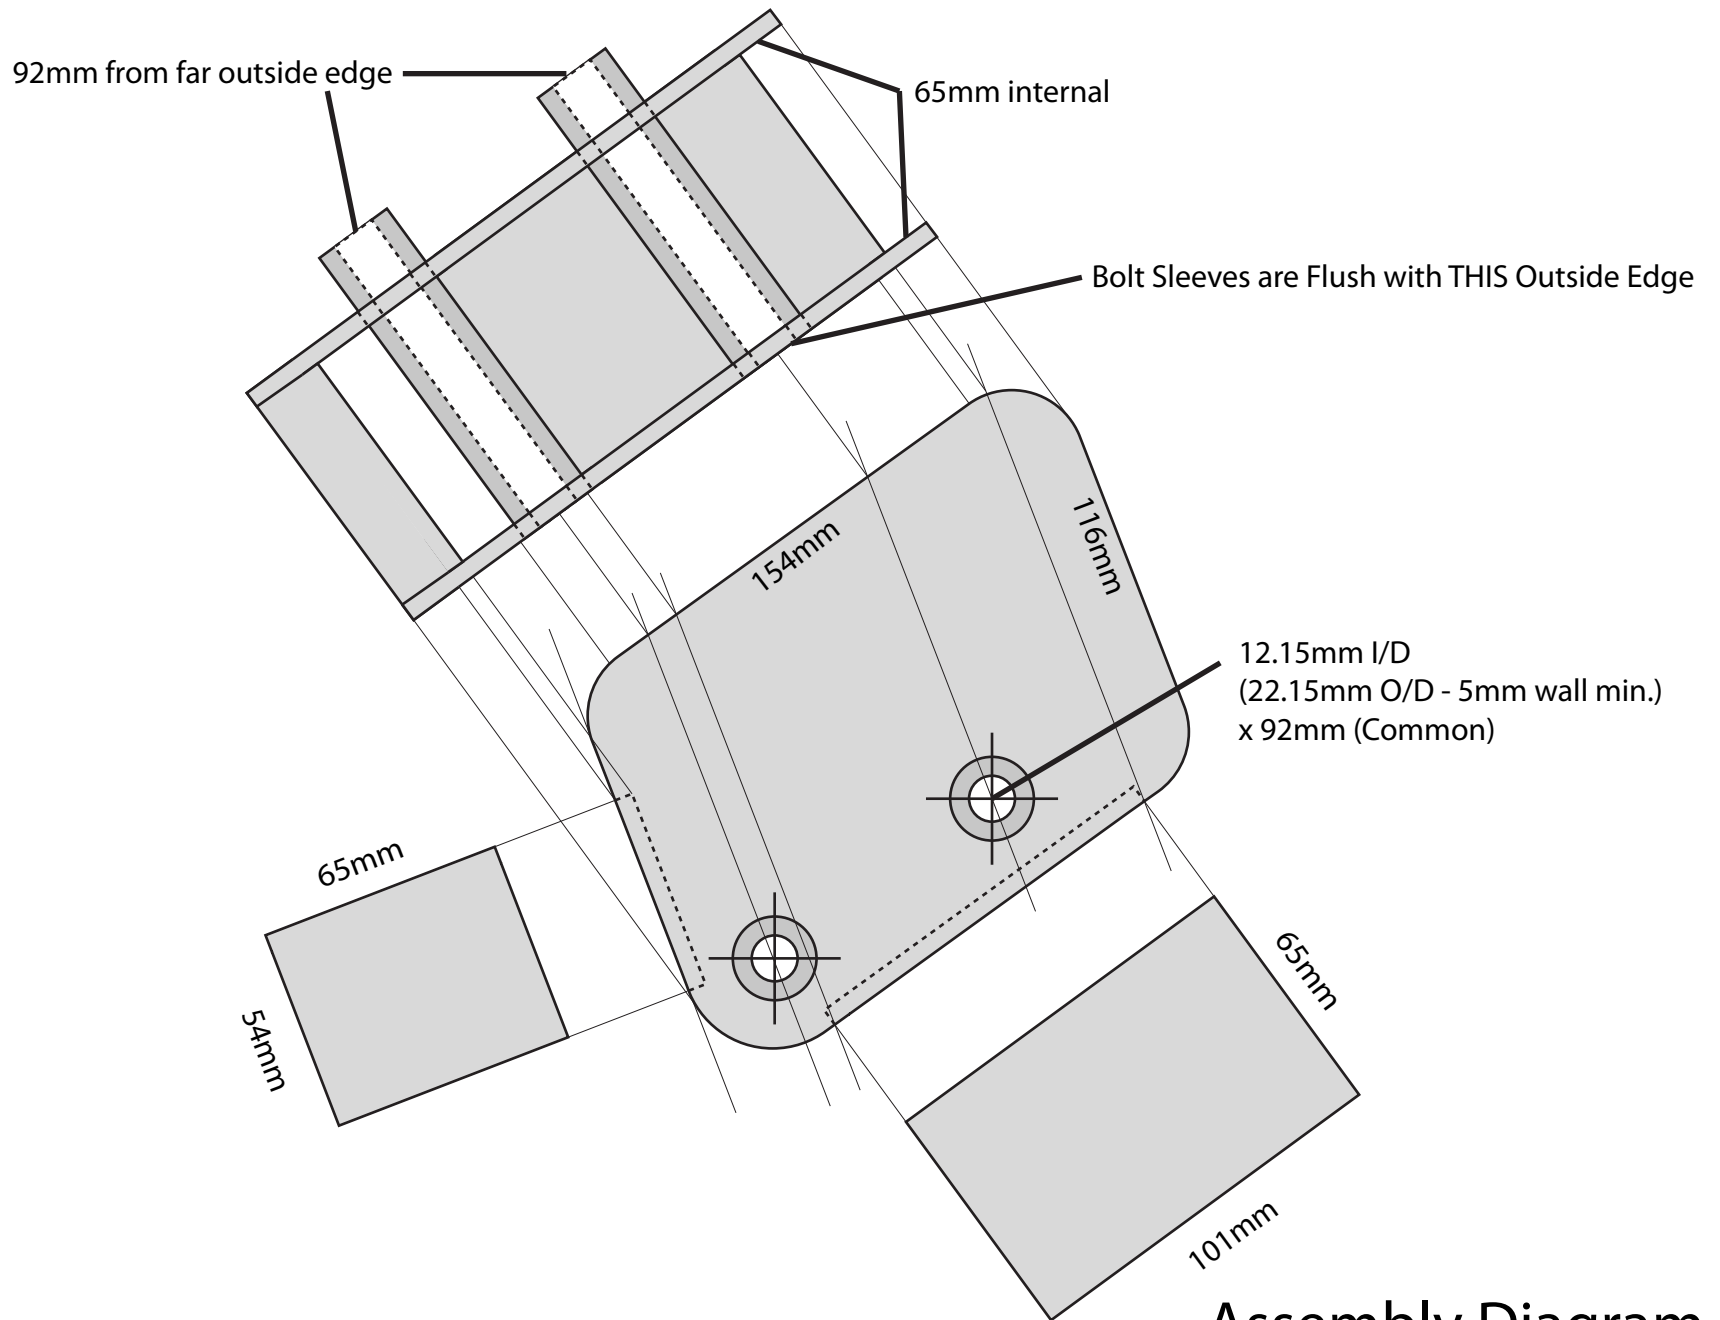 92mm from far outside edge
65mm internal
Bolt Sleeves are Flush with THIS Outside Edge
154mm
116mm
12.15mm I/D
(22.15mm O/D - 5mm wall min.)
x 92mm (Common)
65mm
54mm
65mm
101mm
Assembly Diagram